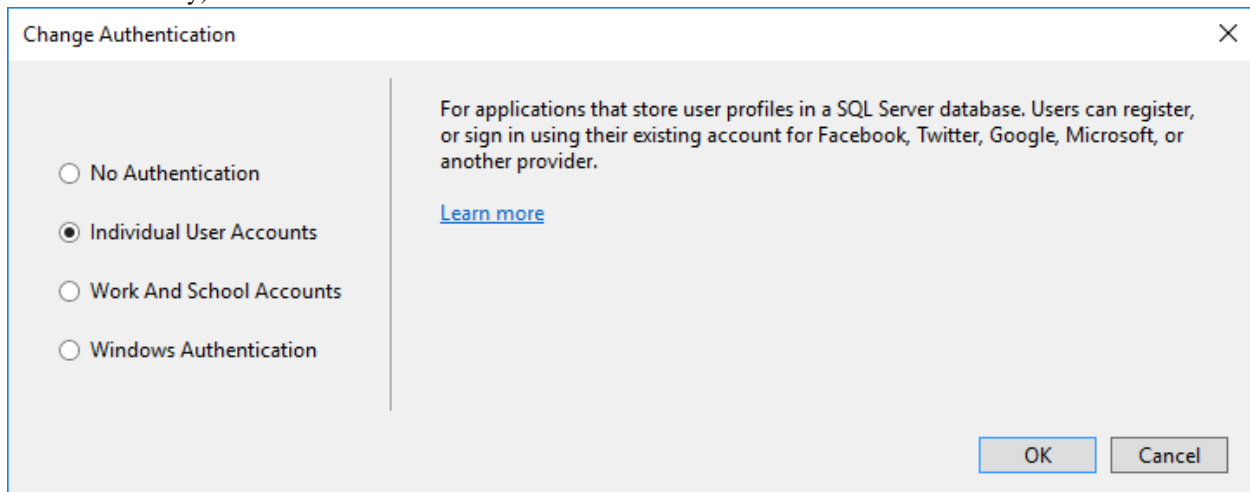 Change Authentication
For applications that store user profiles in a SQL Server database. Users can register,
or sign in using their existing account for Facebook, Twitter, Google, Microsoft, or
another provider.
Learn more
No Authentication
Individual User Accounts
Work And School Accounts
Windows Authentication
OK
Cancel